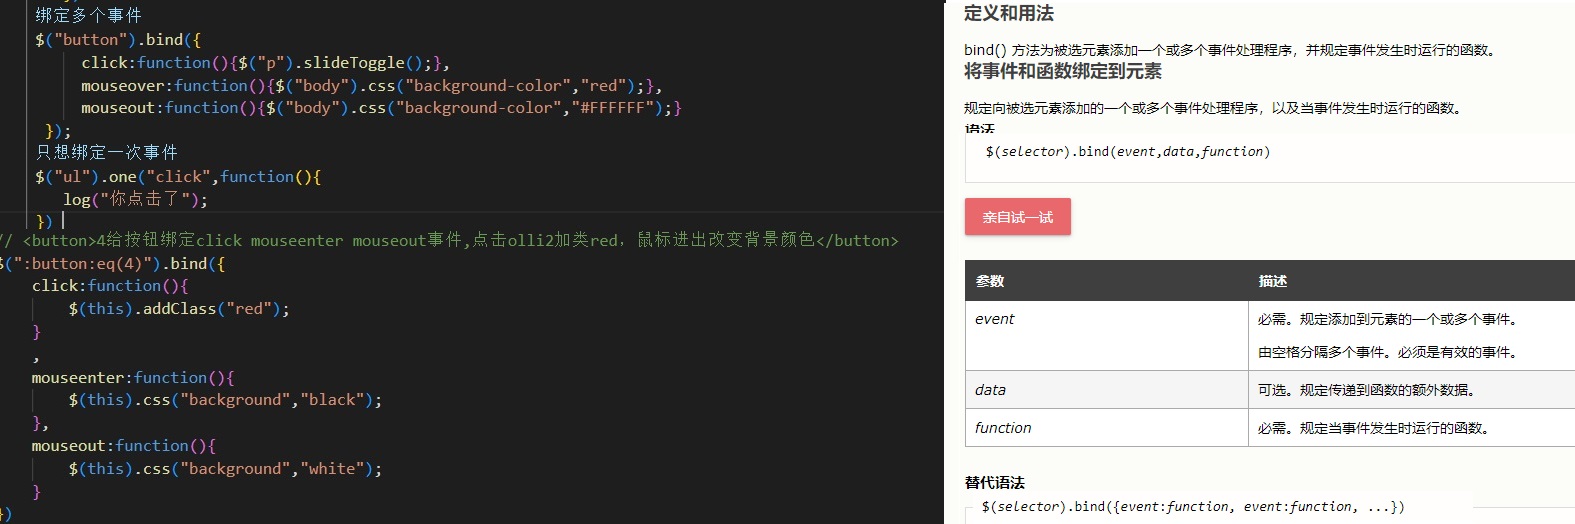 绑定多个事件
$("button").bind({
click:function(){$("p").slideToggle();},
mouseover:function(){$("body").css("background-color","red");},
mouseout:function(){$("body").css("background-color","#FFFFFF");}
});
只想绑定一次事件
$("ul").one("click",function(){
log("你点击了");
})
// <button>4给按钮绑定click mouseenter mouseout事件,点击olli2加类red，鼠标进出改变背景颜色</button>
$(":button:eq(4)").bind({
click:function(){
$(this).addClass("red");
}
,
mouseenter:function(){
$(this).css("background","black");
},
mouseout:function(){
$(this).css("background","white");
}
})
定义和用法
bind() 方法为被选元素添加一个或多个事件处理程序，并规定事件发生时运行的函数。
将事件和函数绑定到元素
规定向被选元素添加的一个或多个事件处理程序，以及当事件发生时运行的函数。
语法
$(selector).bind(event,data,function)
亲自试一试
参数 描述
event 必需。规定添加到元素的一个或多个事件。
由空格分隔多个事件。必须是有效的事件。
data 可选。规定传递到函数的额外数据。
function 必需。规定当事件发生时运行的函数。
替代语法
$(selector).bind({event:function, event:function, ...})